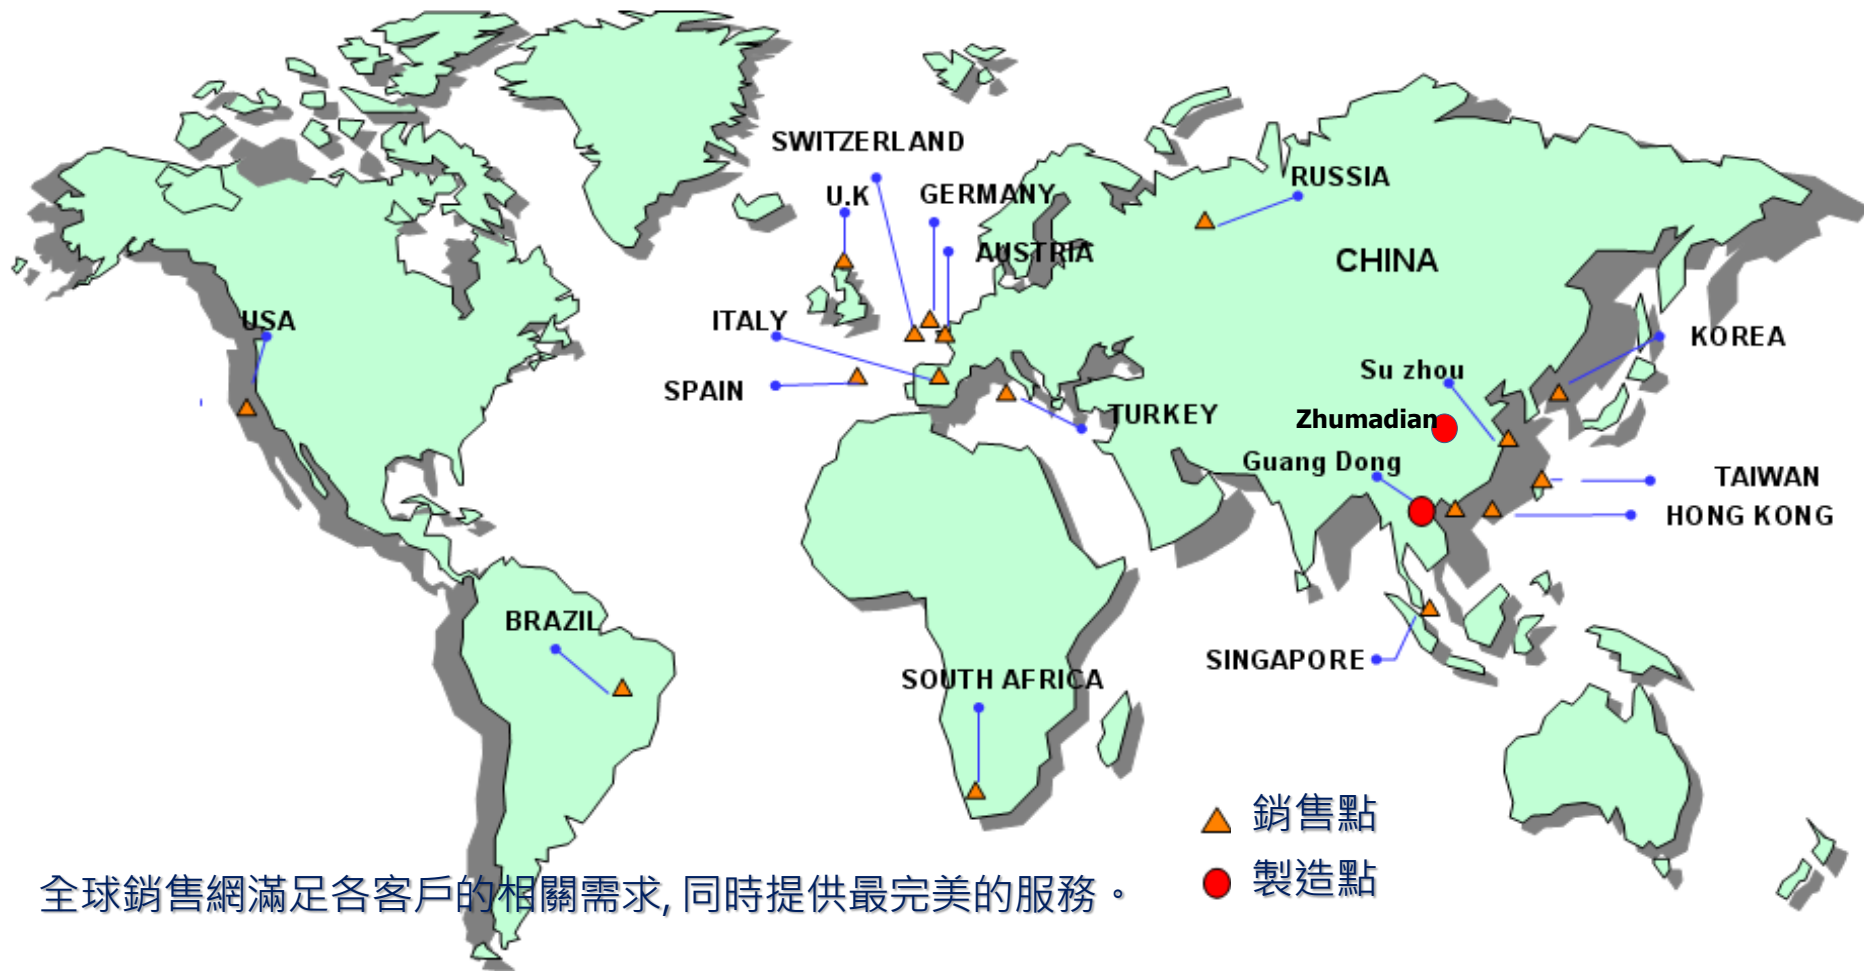 SWITZERLAND
U.K
GERMANY
RUSSIA
AUSTRIA
CHINA
USA
ITALY
KOREA
SPAIN
Su zhou
TURKEY
Zhumadian
Guang Dong
TAIWAN
HONG KONG
BRAZIL
SINGAPORE
SOUTH AFRICA
銷售點
製造點
全球銷售網滿足各客戶的相關需求, 同時提供最完美的服務。